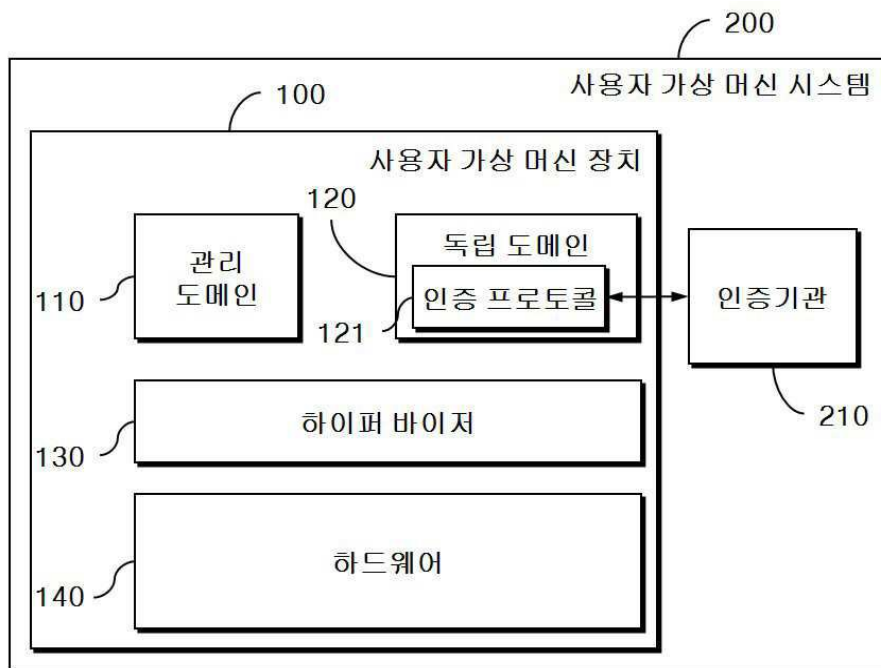 200
사용자 가상 머신 시스템
100
사용자 가상 머신 장치
120
독립 도메인
관리
도메인
110
인증 프로토콜
121
인증기관
210
하이퍼 바이저
130
하드웨어
140